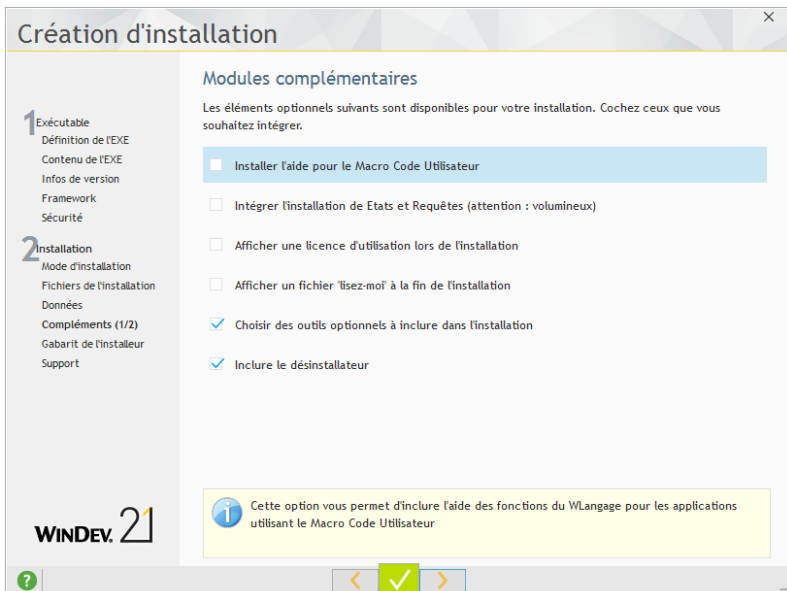 Création d'installation
Modules complémentaires
Les éléments optionnels suivants sont disponibles pour votre installation. Cochez ceux que vous
souhaitez intégrer.
1 Exécutable
Définition de l'EXE
Contenu de l'EXE
Infos de version
Framework
Sécurité
2 Installation
Mode d'installation
Fichiers de l'installation
Données
Compléments (1/2)
Gabarit de l'installeur
Support
Installer l'aide pour le Macro Code Utilisateur
Intégrer l'installation de Etats et Requêtes (attention : volumineux)
Afficher une licence d'utilisation lors de l'installation
Afficher un fichier 'lisez-moi' à la fin de l'installation
Choisir des outils optionnels à inclure dans l'installation
Inclure le désinstallateur
Cette option vous permet d'inclure l'aide des fonctions du WLangage pour les applications
utilisant le Macro Code Utilisateur
WINDEV. 21
?